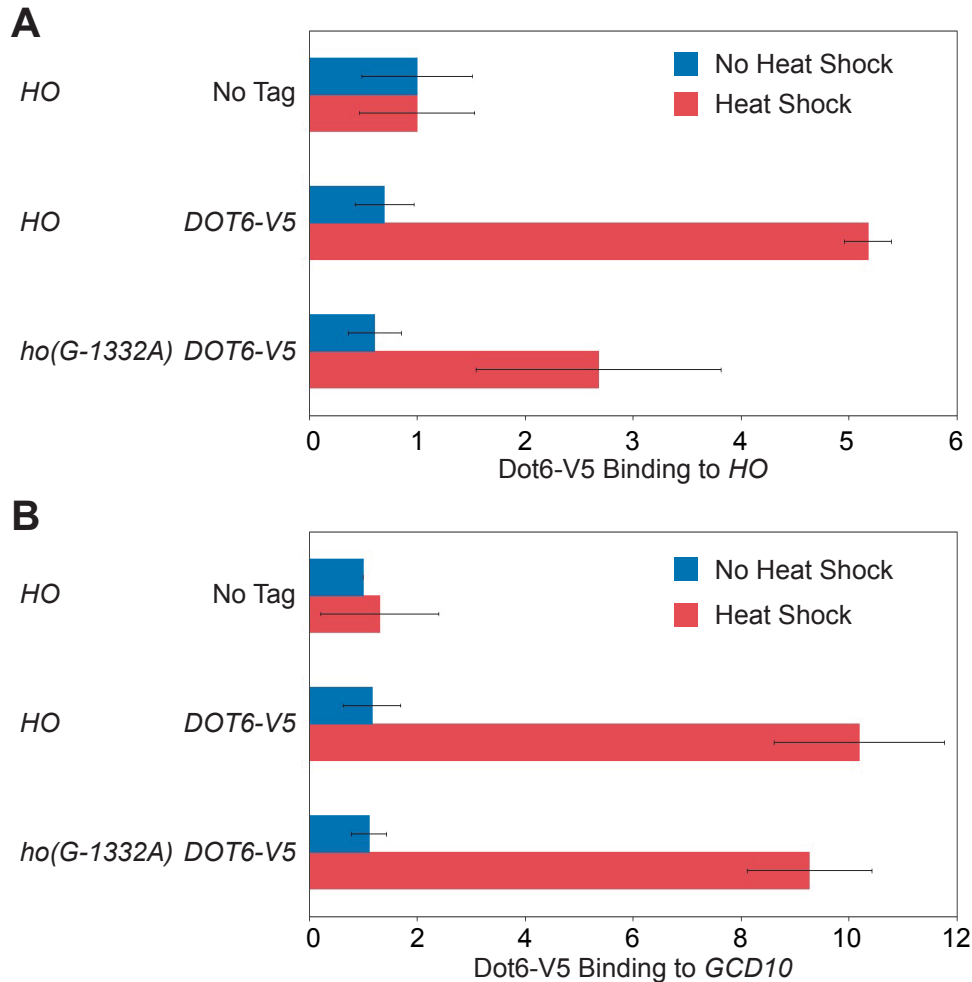 A
No Heat Shock
HO No Tag
Heat Shock
HO DOT6-V5
ho(G-1332A) DOT6-V5
0 1 2 3 4 5 6
Dot6-V5 Binding to HO
B
No Heat Shock
HO No Tag
Heat Shock
HO DOT6-V5
ho(G-1332A) DOT6-V5
0 2 4 6 8 10 12
Dot6-V5 Binding to GCD10